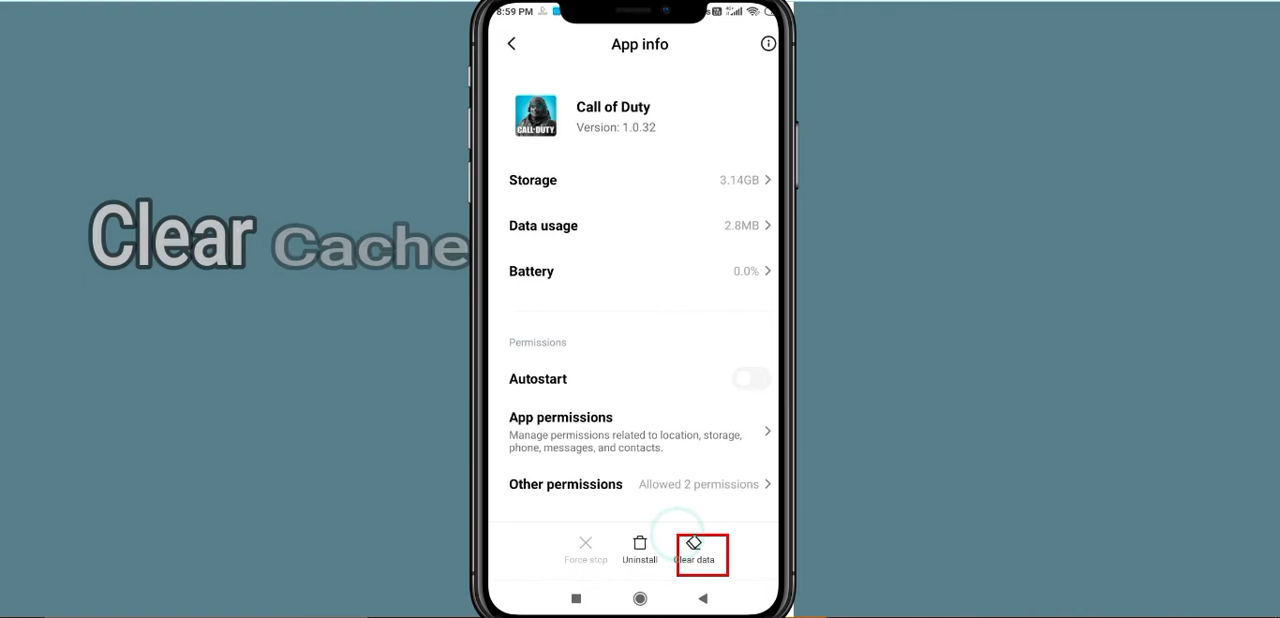 8:59 PM
App info
CALL·DUTY
Call of Duty
Version: 1.0.32
Storage 3.14GB
Clear Cache
Data usage 2.8MB
Battery 0.0%
Permissions
Autostart
App permissions
Manage permissions related to location, storage,
phone, messages, and contacts.
Other permissions Allowed 2 permissions
Force stop Uninstall Clear data